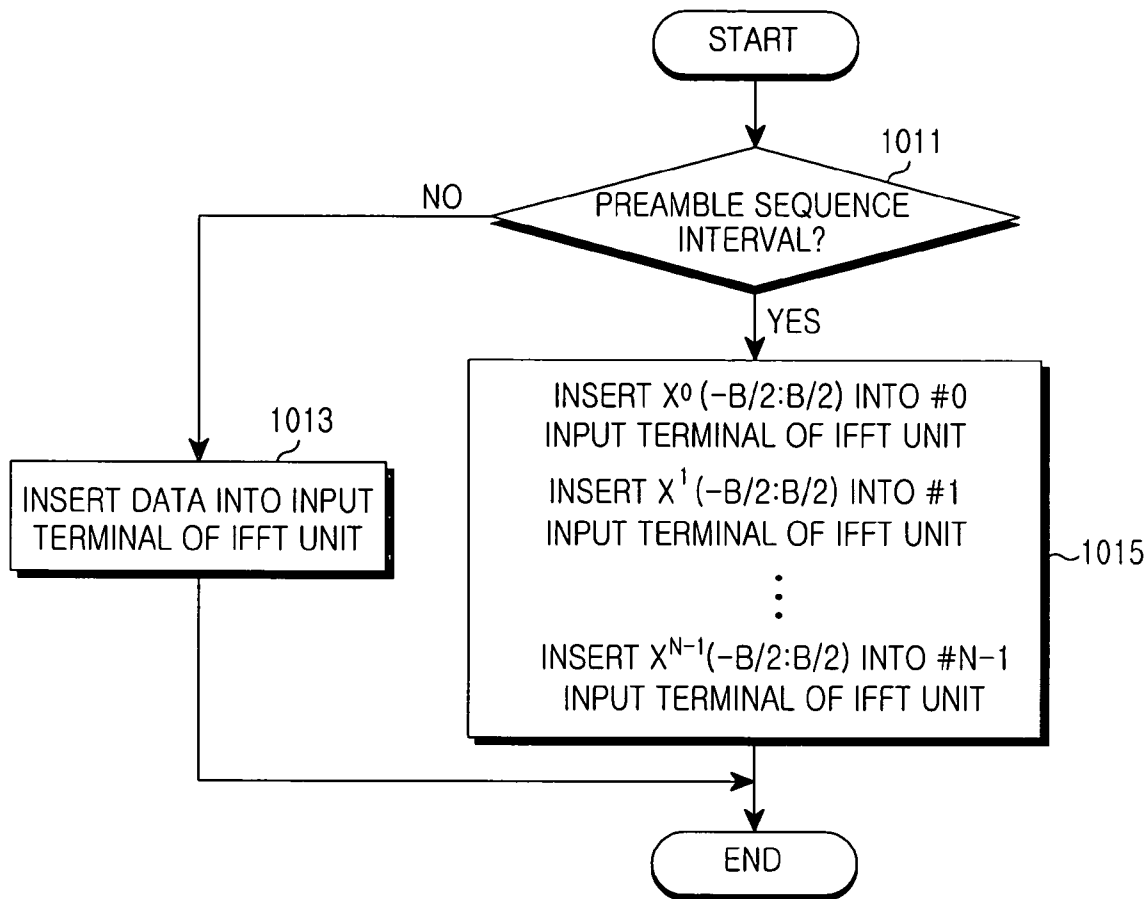 START
1011
PREAMBLE SEQUENCE
INTERVAL?
NO
YES
1013
INSERT DATA INTO INPUT
TERMINAL OF IFFT UNIT
INSERT X⁰(-B/2:B/2) INTO #0
INPUT TERMINAL OF IFFT UNIT
INSERT X¹(-B/2:B/2) INTO #1
INPUT TERMINAL OF IFFT UNIT
⋮
INSERT Xᴺ⁻¹(-B/2:B/2) INTO #N-1
INPUT TERMINAL OF IFFT UNIT
1015
END